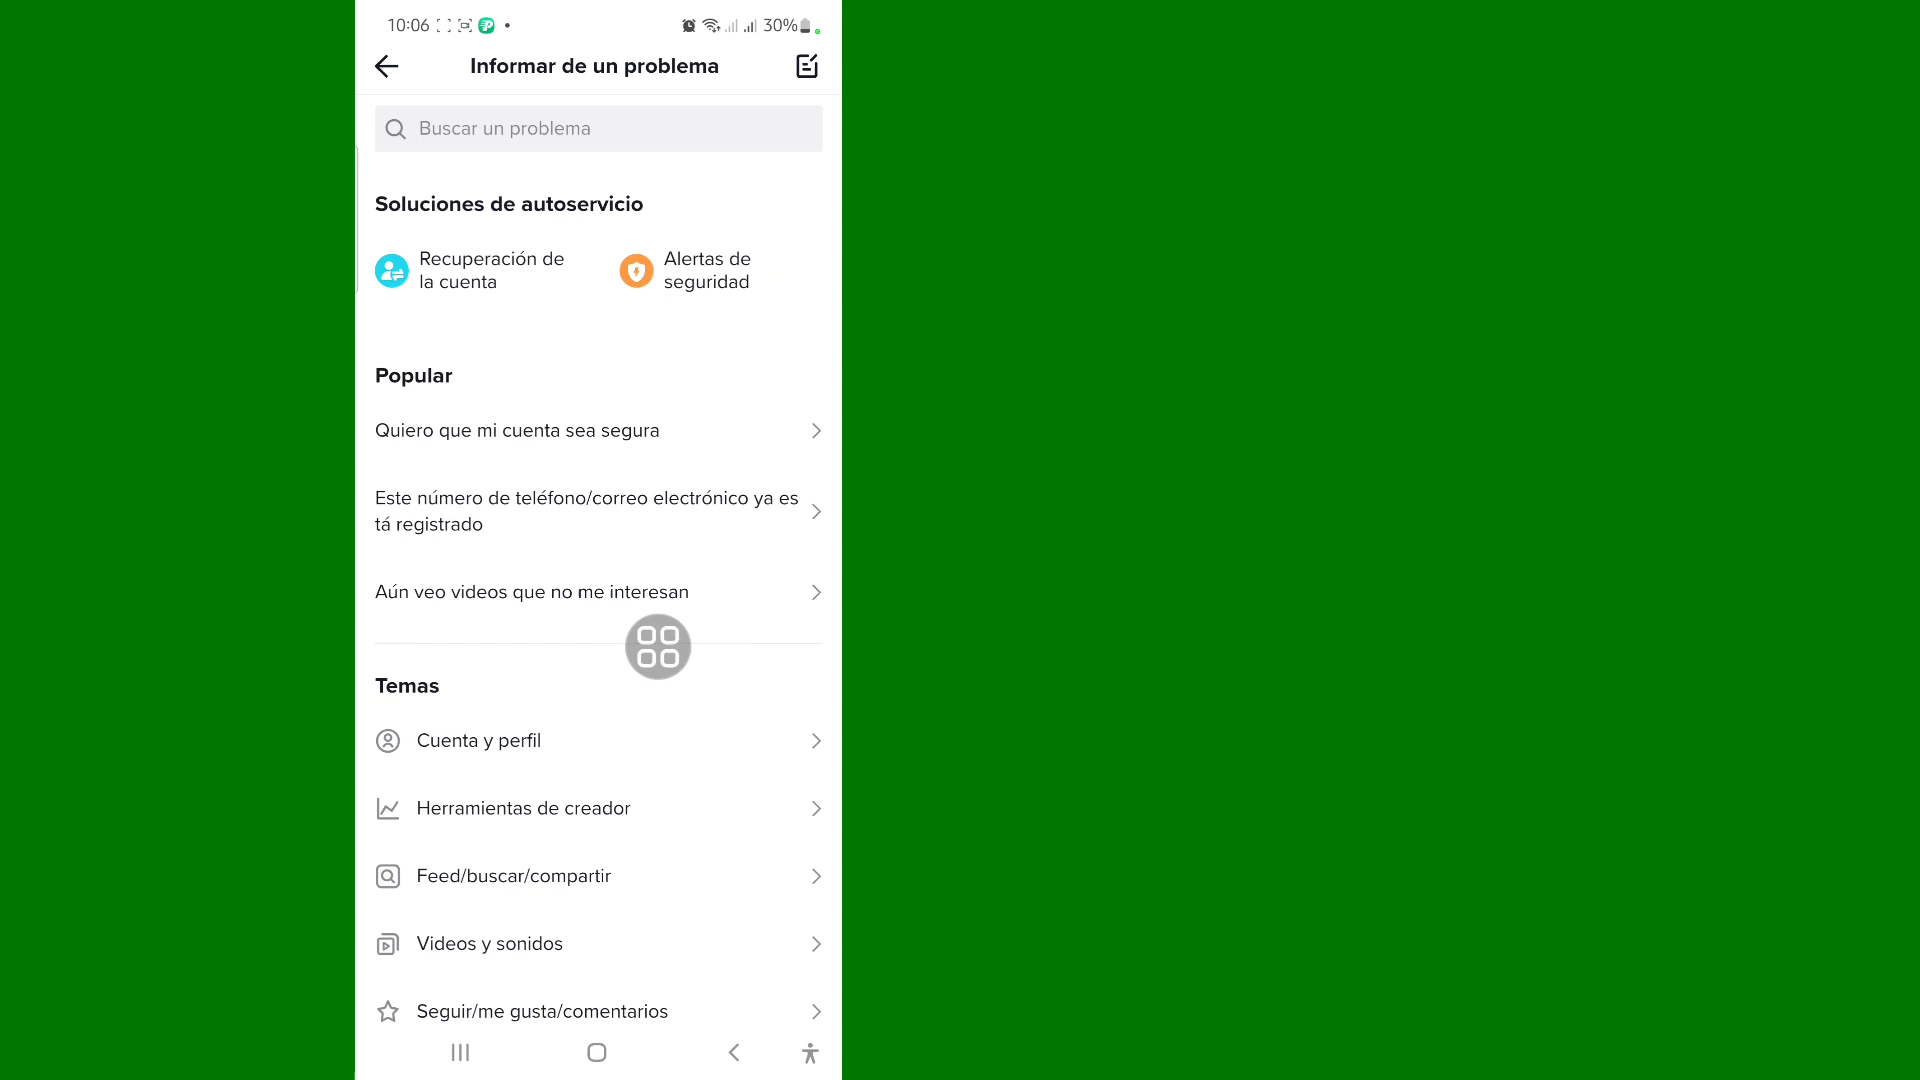 10:06
30%
Informar de un problema
Buscar un problema
Soluciones de autoservicio
Recuperación de
la cuenta
Alertas de
seguridad
Popular
Quiero que mi cuenta sea segura
Este número de teléfono/correo electrónico ya es
tá registrado
Aún veo videos que no me interesan
Temas
Cuenta y perfil
Herramientas de creador
Feed/buscar/compartir
Videos y sonidos
Seguir/me gusta/comentarios